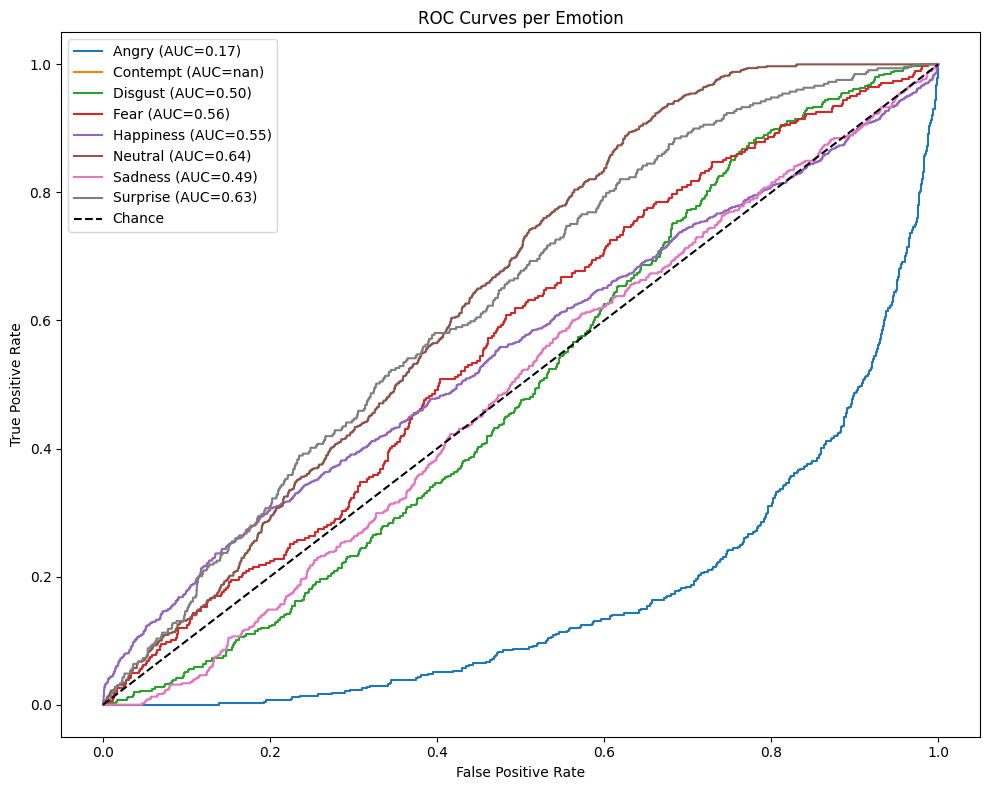 ROC Curves per Emotion
Angry (AUC=0.17)
Contempt (AUC=nan)
Disgust (AUC=0.50)
Fear (AUC=0.56)
Happiness (AUC=0.55)
Neutral (AUC=0.64)
Sadness (AUC=0.49)
Surprise (AUC=0.63)
Chance
True Positive Rate
1.0
0.8
0.6
0.4
0.2
0.0
0.0 0.2 0.4 0.6 0.8 1.0
False Positive Rate